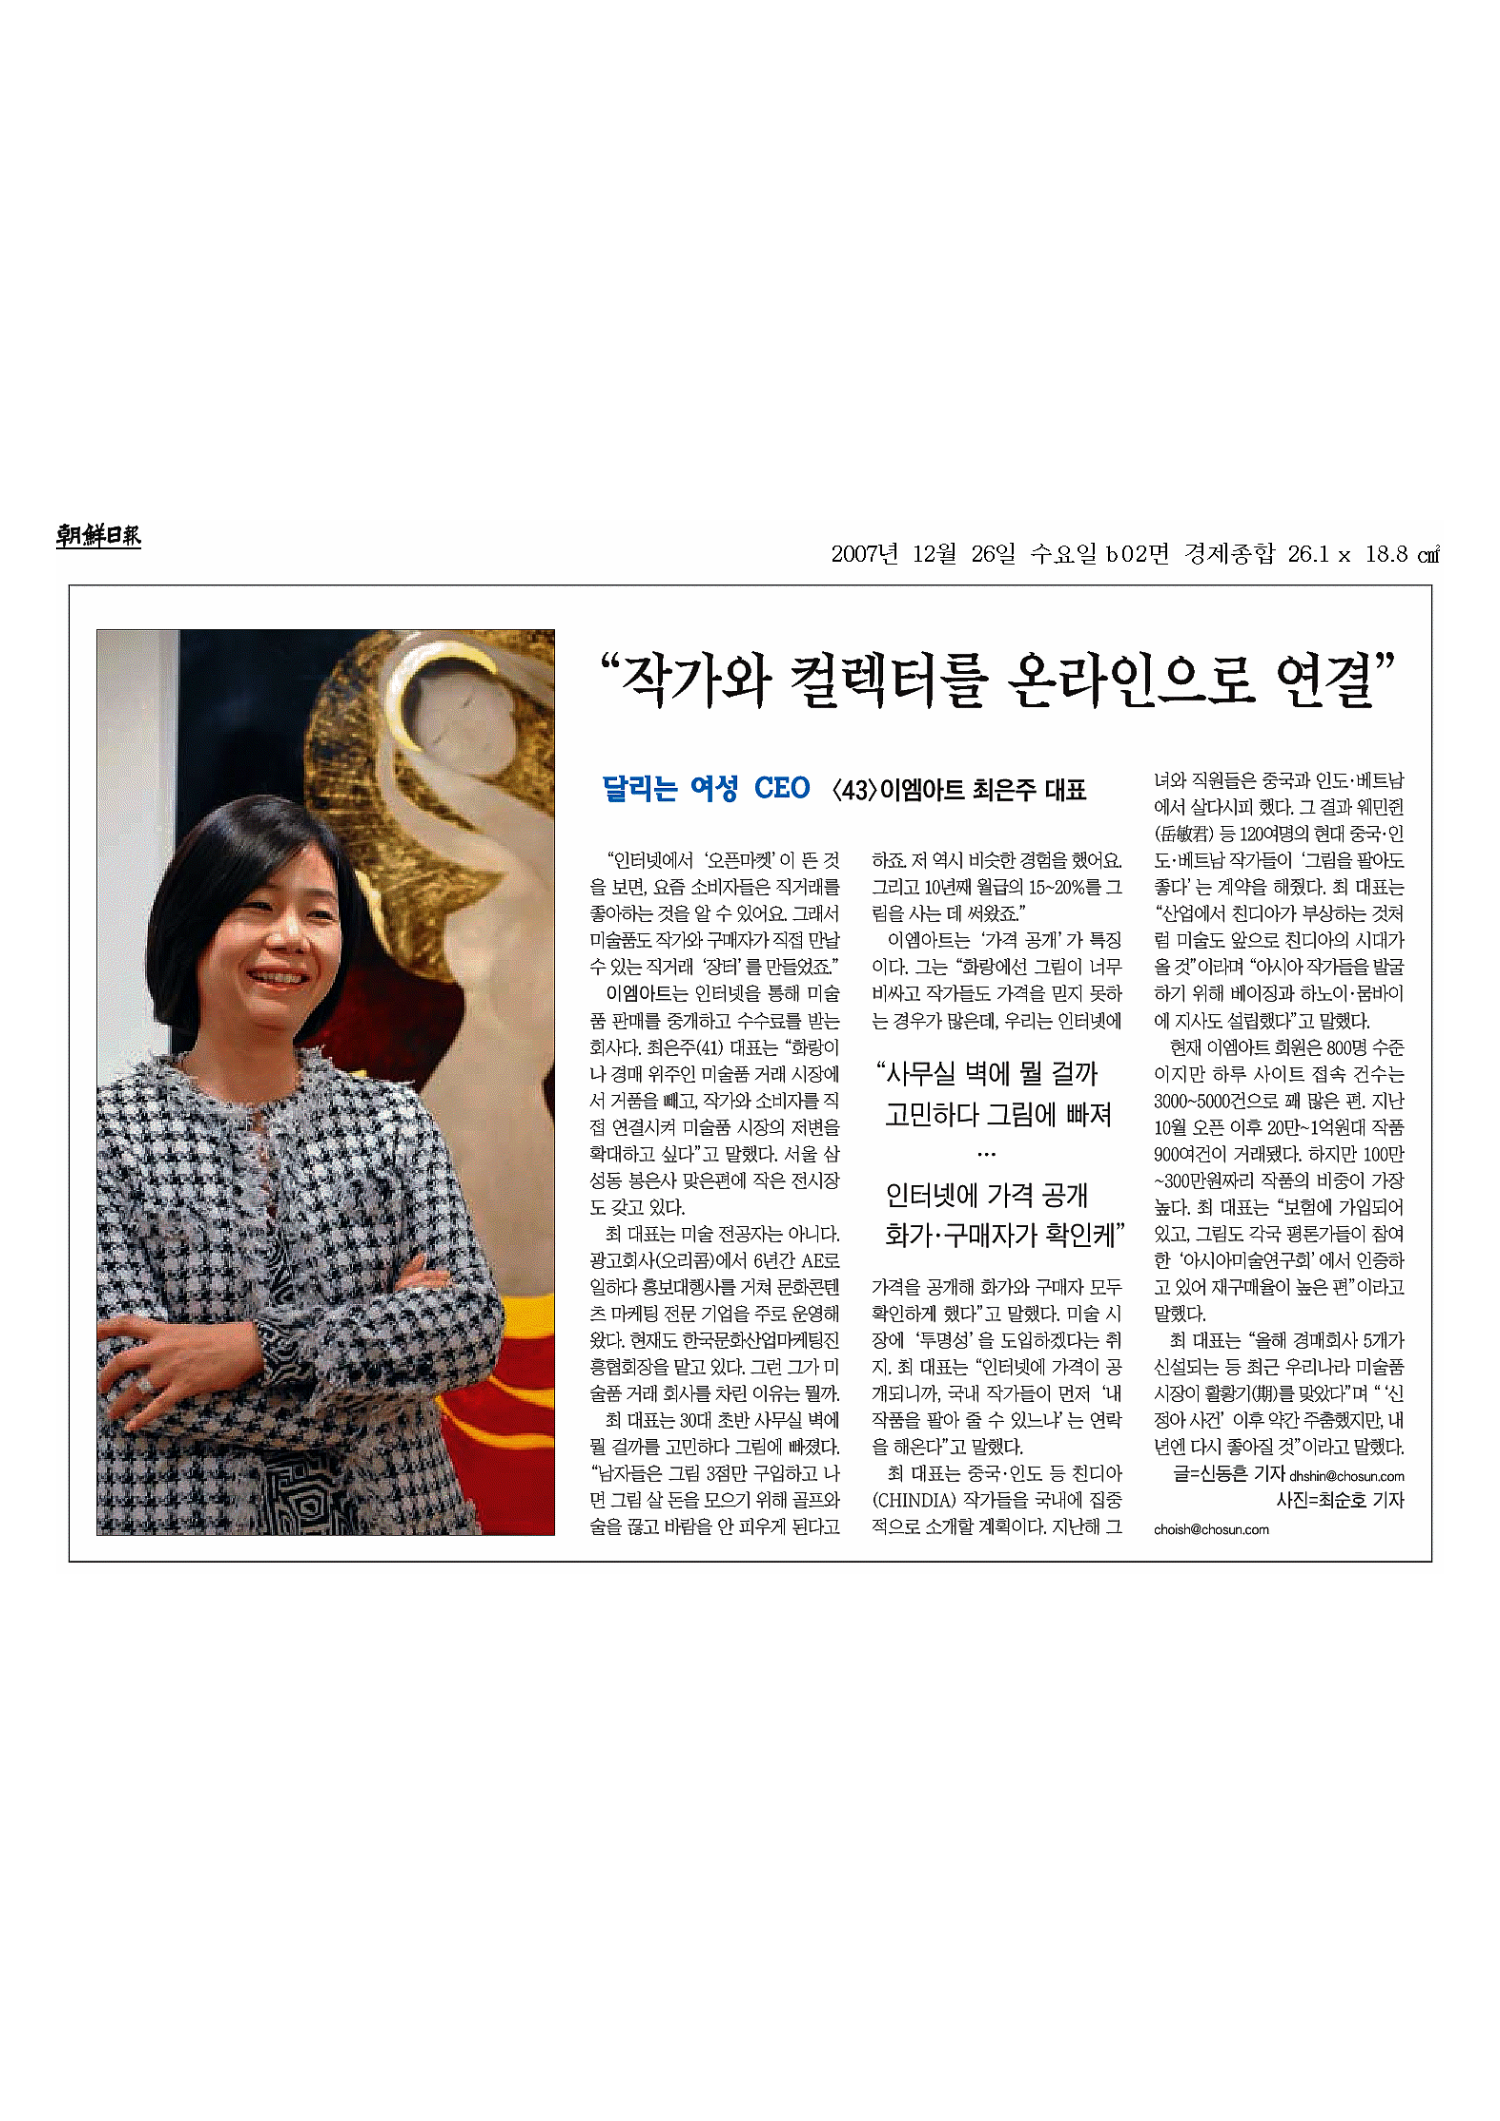 朝鮮日報
2007년 12월 26일 수요일 b02면 경제종합 26.1 x 18.8 ㎠
“작가와 컬렉터를 온라인으로 연결”
달리는 여성 CEO 〈43〉이엠아트 최은주 대표
“인터넷에서 ‘오픈마켓’이 뜬 것
을 보면, 요즘 소비자들은 직거래를
좋아하는 것을 알 수 있어요. 그래서
미술품도 작가와 구매자가 직접 만날
수 있는 직거래 ‘장터’를 만들었죠.”
이엠아트는 인터넷을 통해 미술
품 판매를 중개하고 수수료를 받는
회사다. 최은주(41) 대표는 “화랑이
나 경매 위주인 미술품 거래 시장에
서 거품을 빼고, 작가와 소비자를 직
접 연결시켜 미술품 시장의 저변을
확대하고 싶다”고 말했다. 서울 삼
성동 봉은사 맞은편에 작은 전시장
도 갖고 있다.
최 대표는 미술 전공자는 아니다.
광고회사(오리콤)에서 6년간 AE로
일하다 홍보대행사를 거쳐 문화콘텐
츠 마케팅 전문 기업을 주로 운영해
왔다. 현재도 한국문화산업마케팅진
흥협회장을 맡고 있다. 그런 그가 미
술품 거래 회사를 차린 이유는 뭘까.
최 대표는 30대 초반 사무실 벽에
뭘 걸까를 고민하다 그림에 빠졌다.
“남자들은 그림 3점만 구입하고 나
면 그림 살 돈을 모으기 위해 골프와
술을 끊고 바람을 안 피우게 된다고
하죠. 저 역시 비슷한 경험을 했어요.
그리고 10년째 월급의 15~20%를 그
림을 사는 데 써왔죠.”
이엠아트는 ‘가격 공개’가 특징
이다. 그는 “화랑에선 그림이 너무
비싸고 작가들도 가격을 믿지 못하
는 경우가 많은데, 우리는 인터넷에
“사무실 벽에 뭘 걸까
고민하다 그림에 빠져
…
인터넷에 가격 공개
화가·구매자가 확인케”
가격을 공개해 화가와 구매자 모두
확인하게 했다”고 말했다. 미술 시
장에 ‘투명성’을 도입하겠다는 취
지. 최 대표는 “인터넷에 가격이 공
개되니까, 국내 작가들이 먼저 ‘내
작품을 팔아 줄 수 있느냐’는 연락
을 해온다”고 말했다.
최 대표는 중국·인도 등 친디아
(CHINDIA) 작가들을 국내에 집중
적으로 소개할 계획이다. 지난해 그
녀와 직원들은 중국과 인도·베트남
에서 살다시피 했다. 그 결과 웨민쥔
(岳敏君) 등 120여명의 현대 중국·인
도·베트남 작가들이 ‘그림을 팔아도
좋다’는 계약을 해줬다. 최 대표는
“산업에서 친디아가 부상하는 것처
럼 미술도 앞으로 친디아의 시대가
올 것”이라며 “아시아 작가들을 발굴
하기 위해 베이징과 하노이·뭄바이
에 지사도 설립했다”고 말했다.
현재 이엠아트 회원은 800명 수준
이지만 하루 사이트 접속 건수는
3000~5000건으로 꽤 많은 편. 지난
10월 오픈 이후 20만~1억원대 작품
900여건이 거래됐다. 하지만 100만
~300만원짜리 작품의 비중이 가장
높다. 최 대표는 “보험에 가입되어
있고, 그림도 각국 평론가들이 참여
한 ‘아시아미술연구회’에서 인증하
고 있어 재구매율이 높은 편”이라고
말했다.
최 대표는 “올해 경매회사 5개가
신설되는 등 최근 우리나라 미술품
시장이 활황기(期)를 맞았다”며 “‘신
정아 사건’ 이후 약간 주춤했지만, 내
년엔 다시 좋아질 것”이라고 말했다.
글=신동흔 기자 dhshin@chosun.com
사진=최순호 기자
choish@chosun.com